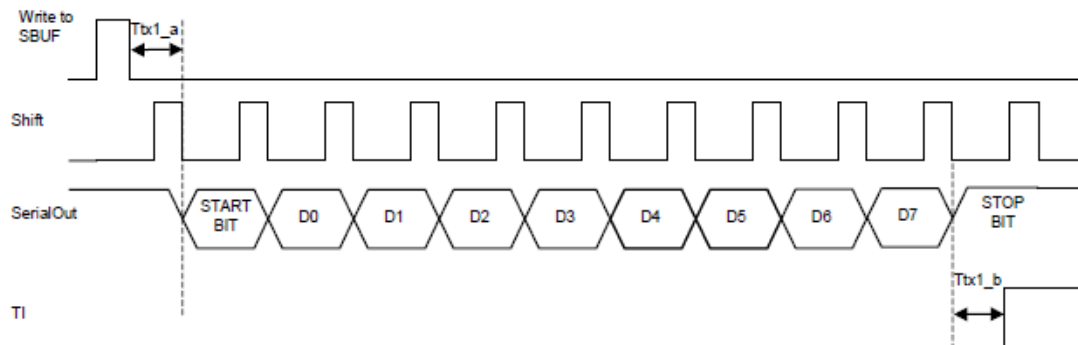 Write to
SBUF
Ttx1_a
Shift
SerialOut
START
BIT
D0
D1
D2
D3
D4
D5
D6
D7
STOP
BIT
Ttx1_b
TI